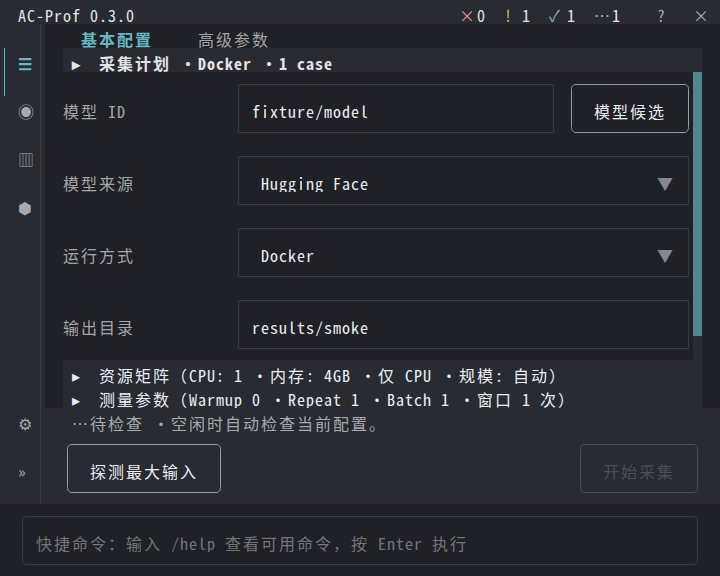 AC-Prof 0.3.0 ✕ 0 ! 1 ✓ 1 …1 ? ✕
基本配置 高级参数
▶ 采集计划 ・Docker ・1 case
模型 ID fixture/model 模型候选
模型来源 Hugging Face ▼
运行方式 Docker ▼
输出目录 results/smoke
▶ 资源矩阵（CPU: 1 ・内存: 4GB ・仅 CPU ・规模: 自动）
▶ 测量参数（Warmup 0 ・Repeat 1 ・Batch 1 ・窗口 1 次）
…待检查 ・空闲时自动检查当前配置。
探测最大输入 开始采集
»
快捷命令: 输入 /help 查看可用命令, 按 Enter 执行